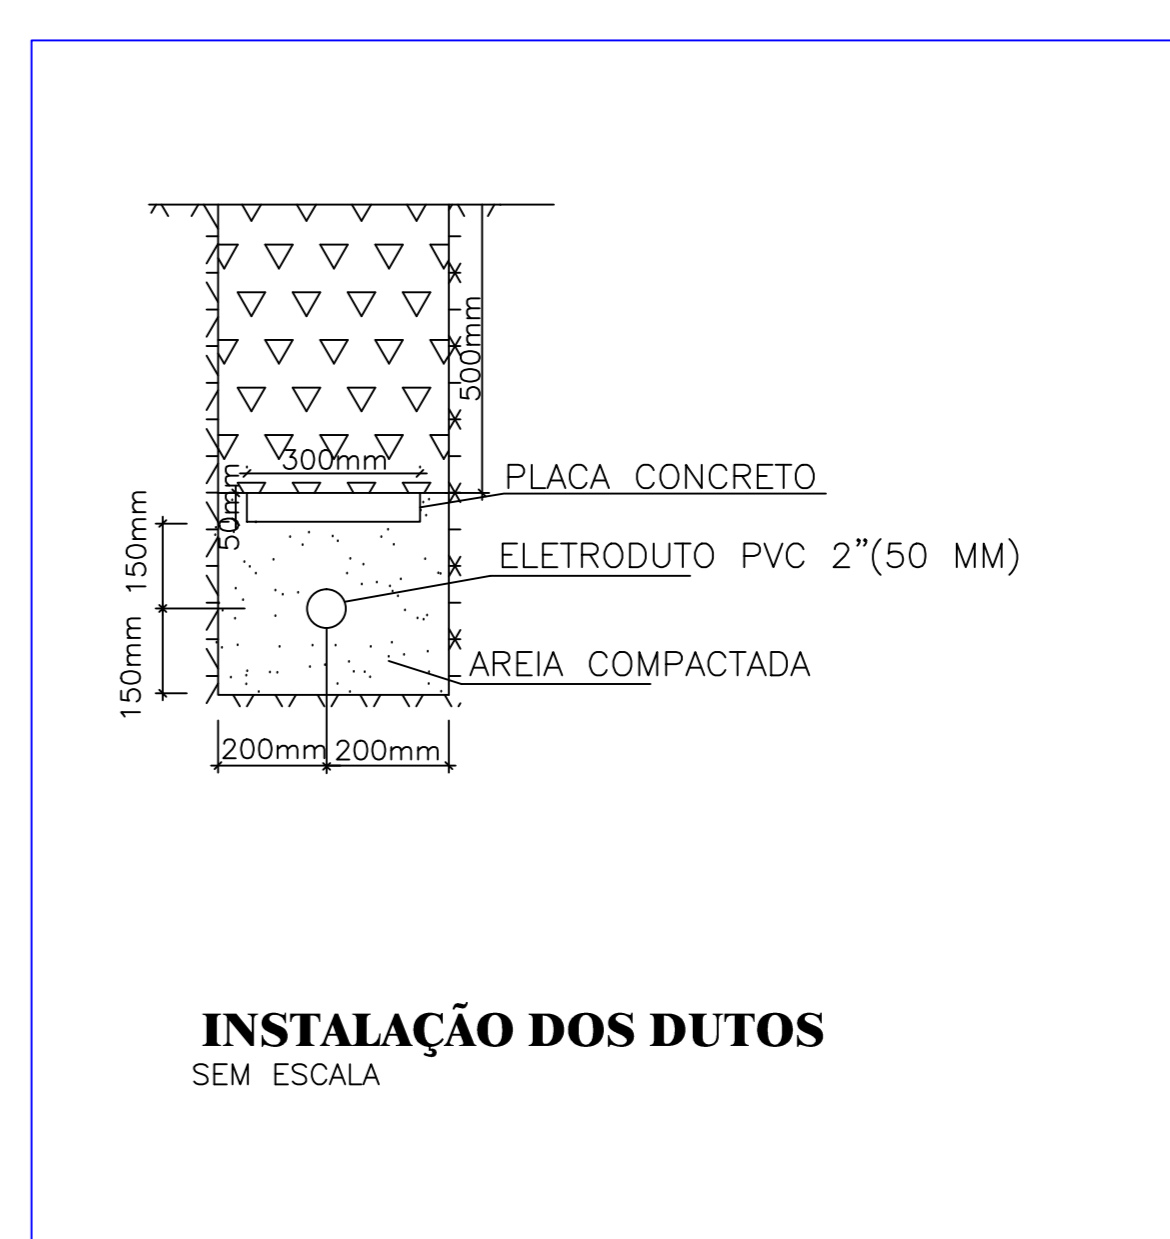 500mm
300mm
PLACA CONCRETO
50mm
150mm
ELETRODUTO PVC 2”(50 MM)
150mm
AREIA COMPACTADA
200mm 200mm
INSTALAÇÃO DOS DUTOS
SEM ESCALA